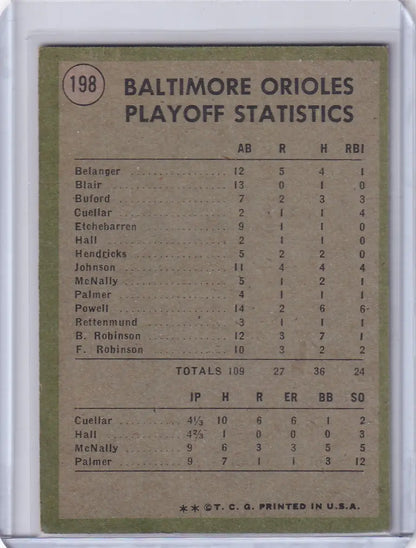 198
BALTIMORE ORIOLES
PLAYOFF STATISTICS
AB R H RBI
Belanger 12 5 4 1
Blair 13 0 1 0
Buford 7 2 3 3
Cuellar 2 1 1 4
Etchebarren 9 1 1 0
Hall 2 1 1 0
Hendricks 5 2 2 0
Johnson 11 4 4 4
McNally 5 1 2 1
Palmer 4 1 1 1
Powell 14 2 6 6
Rettenmund 3 1 1 1
B. Robinson 12 3 7 1
F. Robinson 10 3 2 2
TOTALS 109 27 36 24
IP H R ER BB SO
Cuellar 4⅓ 10 6 6 1 2
Hall 4⅔ 1 0 0 0 3
McNally 9 6 3 3 5 5
Palmer 9 7 1 1 3 12
** © T. C. G. PRINTED IN U.S.A.